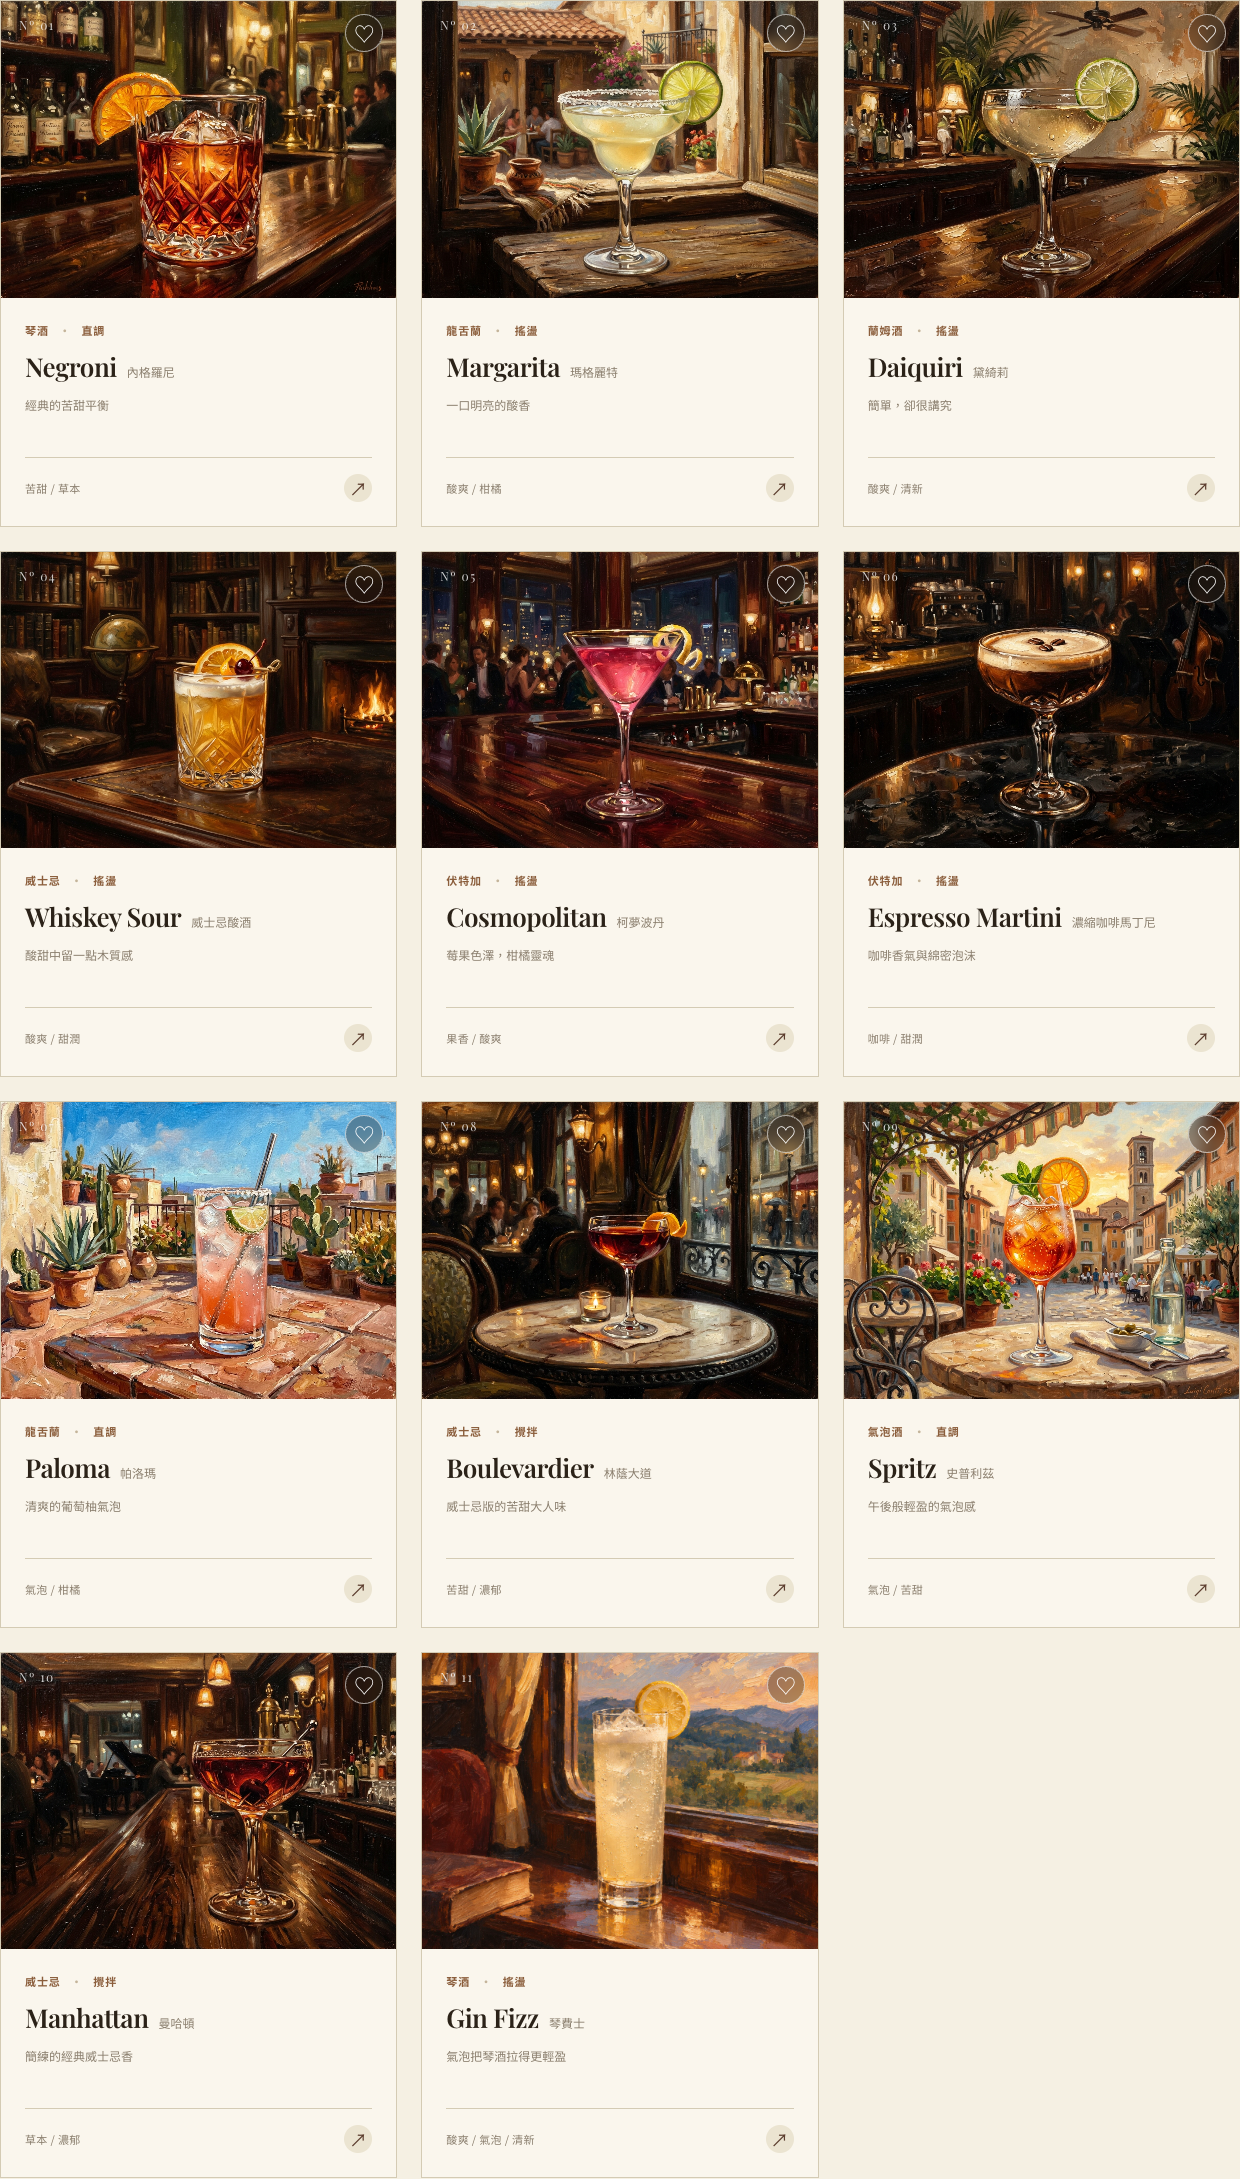 Nº 01
琴酒 • 直調
Negroni 內格羅尼
經典的苦甜平衡
苦甜 / 草本
Nº 02
龍舌蘭 • 搖盪
Margarita 瑪格麗特
一口明亮的酸香
酸爽 / 柑橘
Nº 03
蘭姆酒 • 搖盪
Daiquiri 黛綺莉
簡單，卻很講究
酸爽 / 清新
Nº 04
威士忌 • 搖盪
Whiskey Sour 威士忌酸酒
酸甜中留一點木質感
酸爽 / 甜潤
Nº 05
伏特加 • 搖盪
Cosmopolitan 柯夢波丹
莓果色澤，柑橘靈魂
果香 / 酸爽
Nº 06
伏特加 • 搖盪
Espresso Martini 濃縮咖啡馬丁尼
咖啡香氣與綿密泡沫
咖啡 / 甜潤
Nº 07
龍舌蘭 • 直調
Paloma 帕洛瑪
清爽的葡萄柚氣泡
氣泡 / 柑橘
Nº 08
威士忌 • 攪拌
Boulevardier 林蔭大道
威士忌版的苦甜大人味
苦甜 / 濃郁
Nº 09
氣泡酒 • 直調
Spritz 史普利茲
午後般輕盈的氣泡感
氣泡 / 苦甜
Nº 10
威士忌 • 攪拌
Manhattan 曼哈頓
簡練的經典威士忌香
草本 / 濃郁
Nº 11
琴酒 • 搖盪
Gin Fizz 琴費士
氣泡把琴酒拉得更輕盈
酸爽 / 氣泡 / 清新